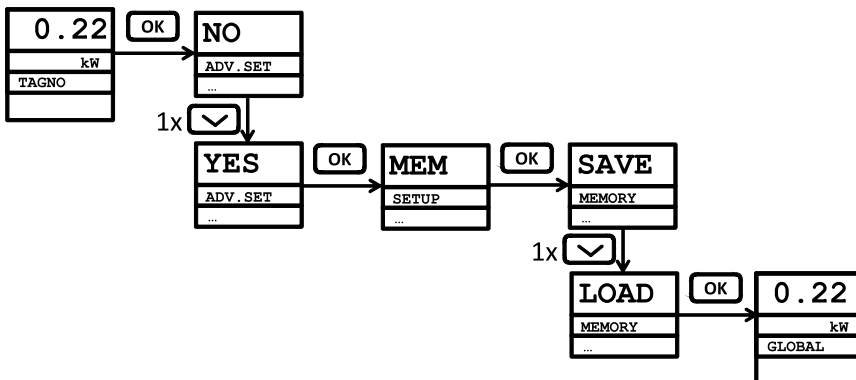 0.22
kW
TAGNO
OK
NO
ADV.SET
...
1x
YES
ADV.SET
...
OK
MEM
SETUP
...
OK
SAVE
MEMORY
...
1x
LOAD
MEMORY
...
OK
0.22
kW
GLOBAL